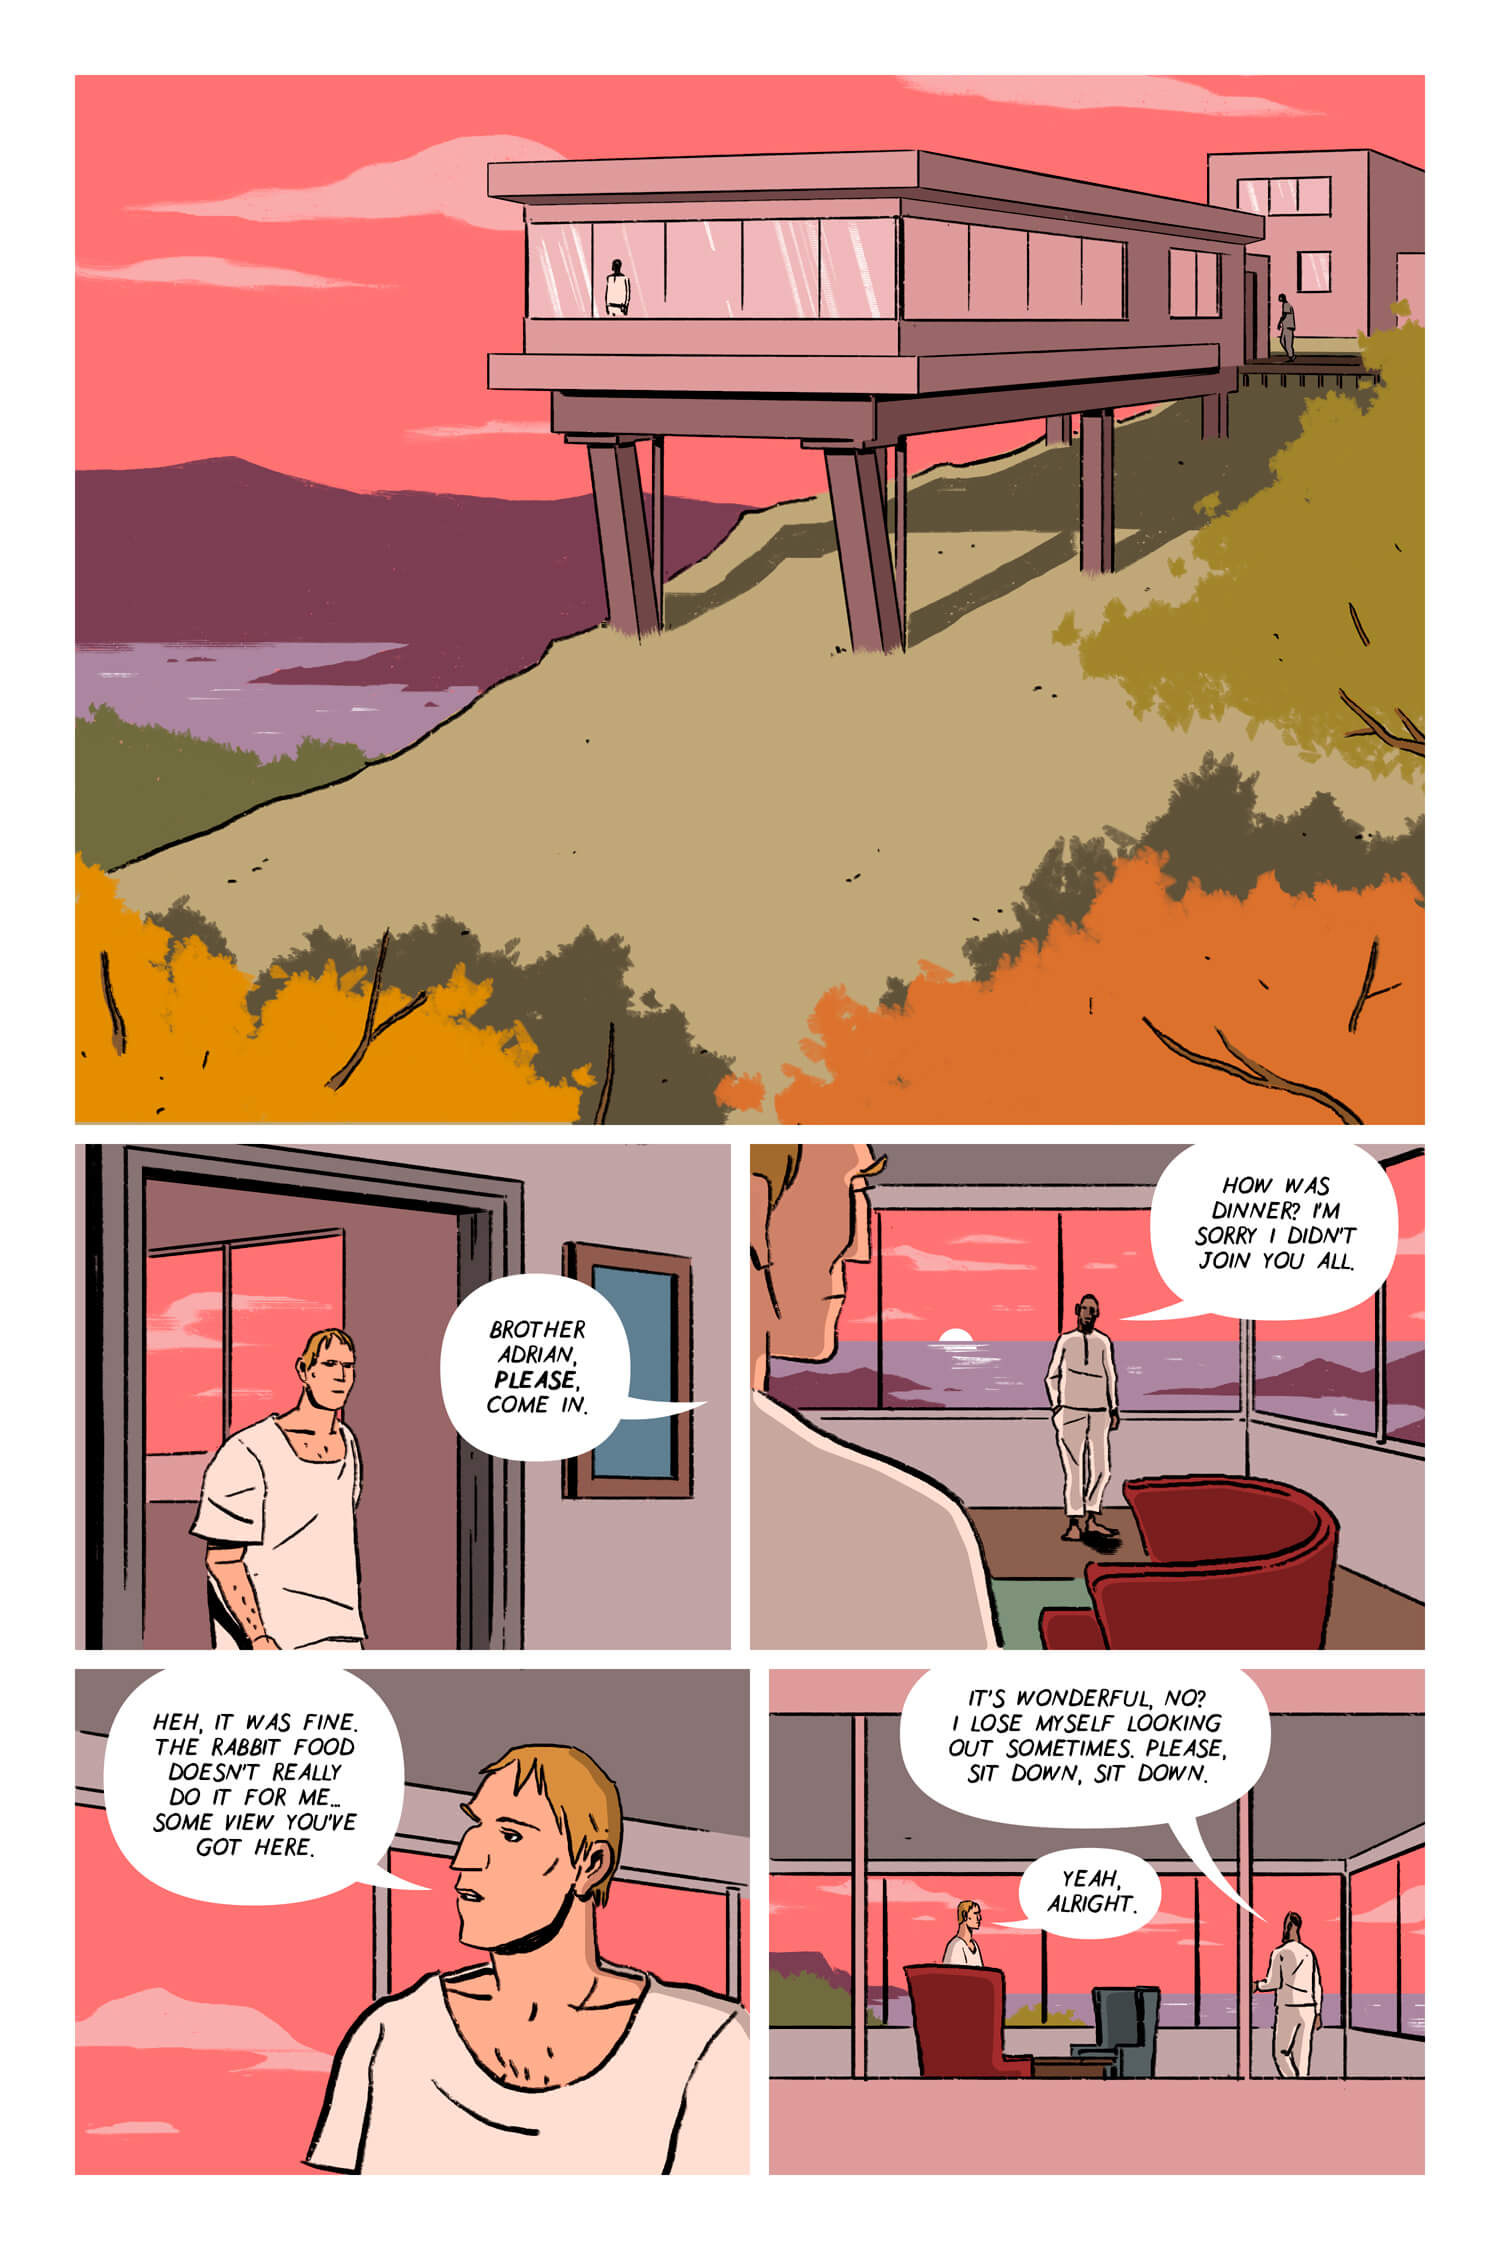 BROTHER
ADRIAN,
PLEASE,
COME IN.
HOW WAS
DINNER? I'M
SORRY I DIDN'T
JOIN YOU ALL.
HEH, IT WAS FINE.
THE RABBIT FOOD
DOESN'T REALLY
DO IT FOR ME...
SOME VIEW YOU'VE
GOT HERE.
IT'S WONDERFUL, NO?
I LOSE MYSELF LOOKING
OUT SOMETIMES. PLEASE,
SIT DOWN, SIT DOWN.
YEAH,
ALRIGHT.